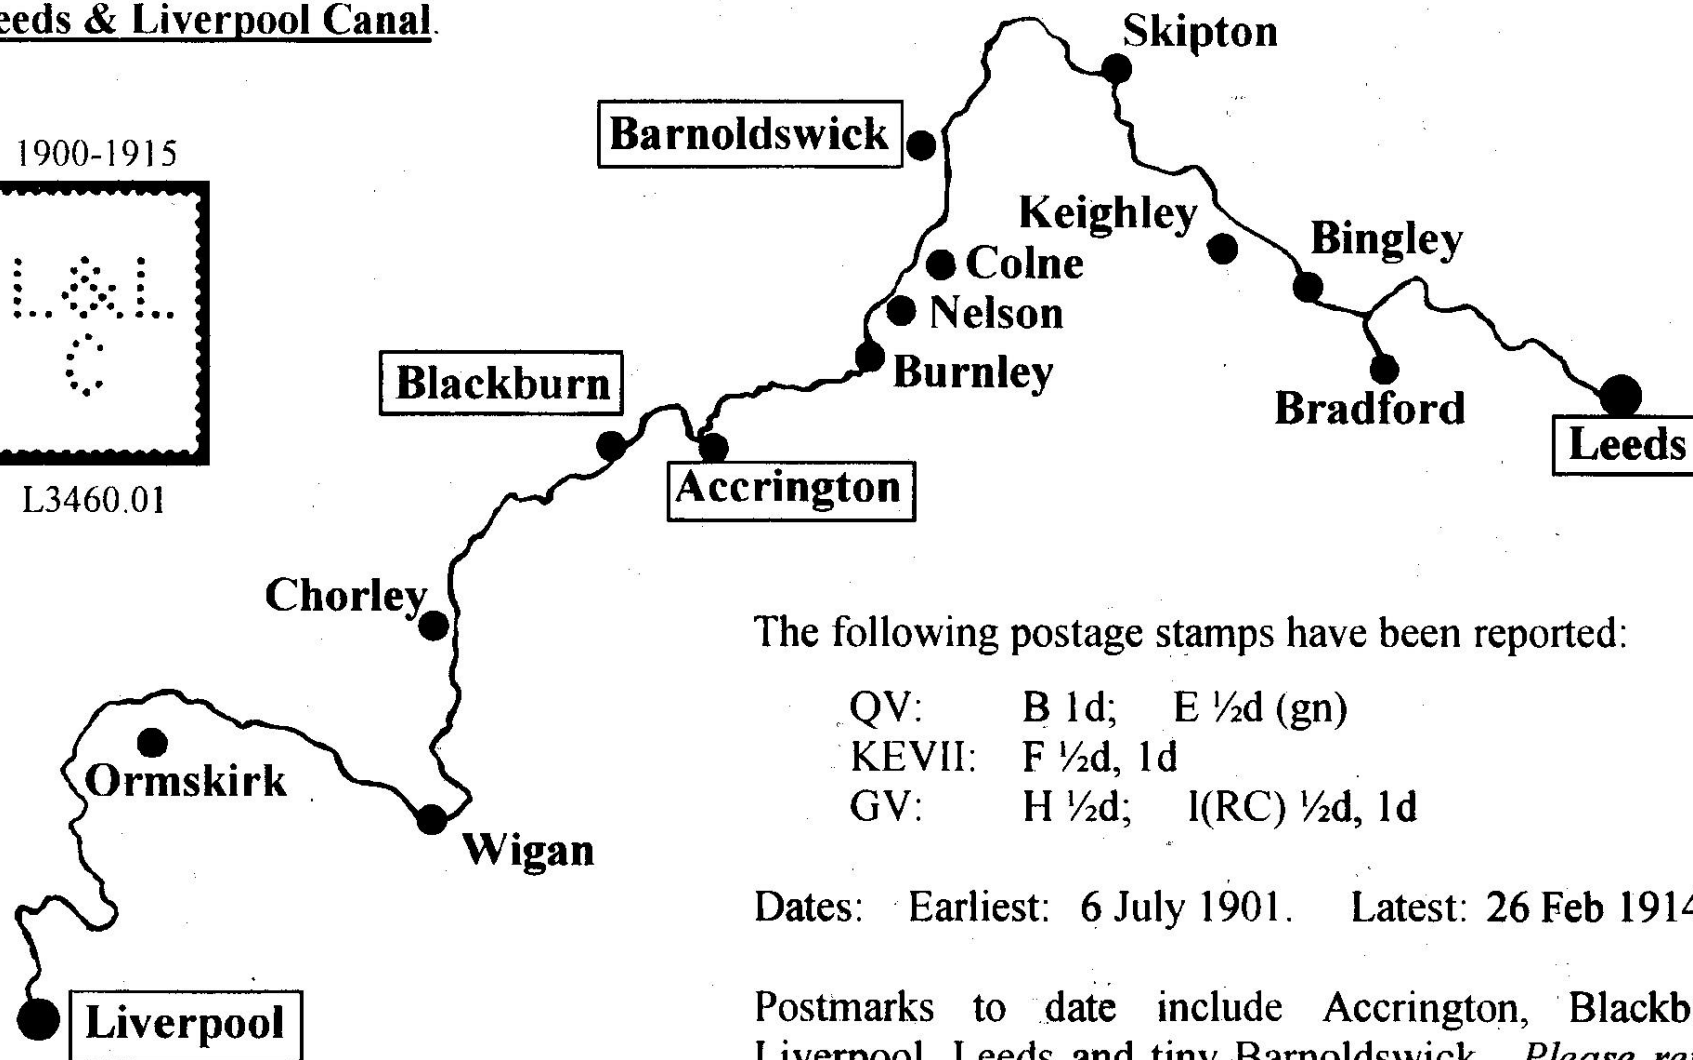 eeds & Liverpool Canal.
Skipton
1900-1915
Barnoldswick
Keighley
Bingley
Colne
L&L
C
Nelson
Blackburn
Burnley
Bradford
Leeds
Accrington
L3460.01
Chorley
The following postage stamps have been reported:
QV: B 1d; E ½d (gn)
KEVII: F ½d, 1d
GV: H ½d; I(RC) ½d, 1d
Ormskirk
Wigan
Dates: Earliest: 6 July 1901. Latest: 26 Feb 1914
Postmarks to date include Accrington, Blackb
Liverpool
Liverpool, Leeds and tiny Barnoldswick. Please re